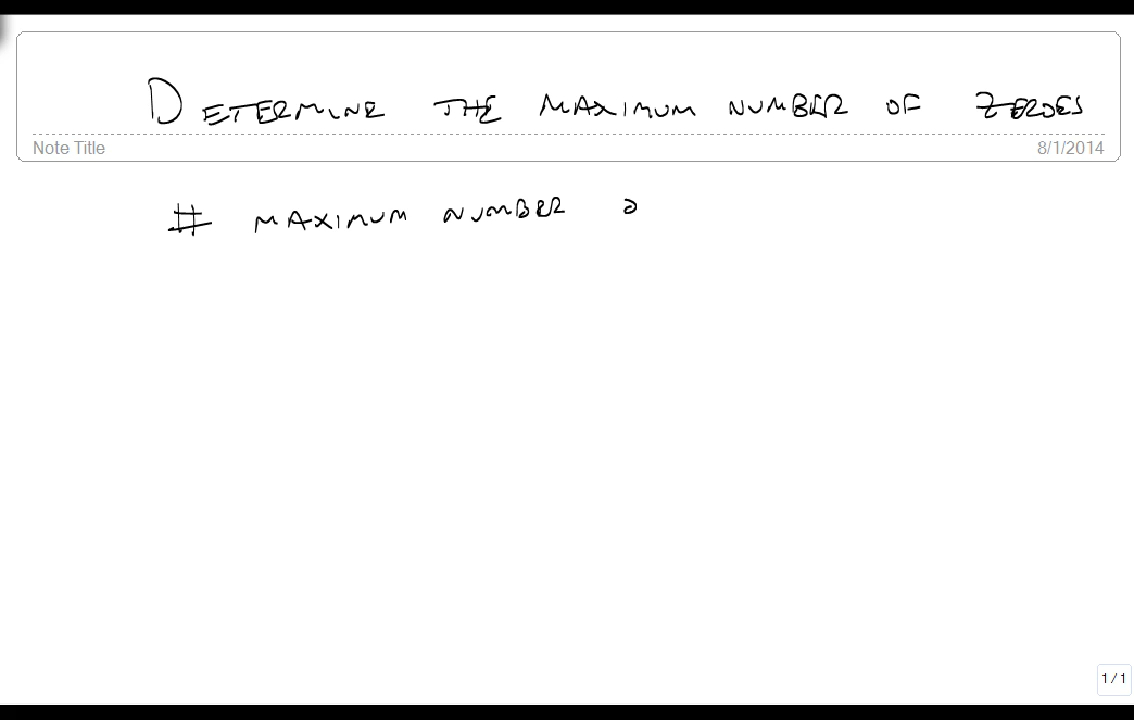 DETERMINE THE MAXIMUM NUMBER OF ZEROES
Note Title 8/1/2014
# MAXIMUM NUMBER
1/1